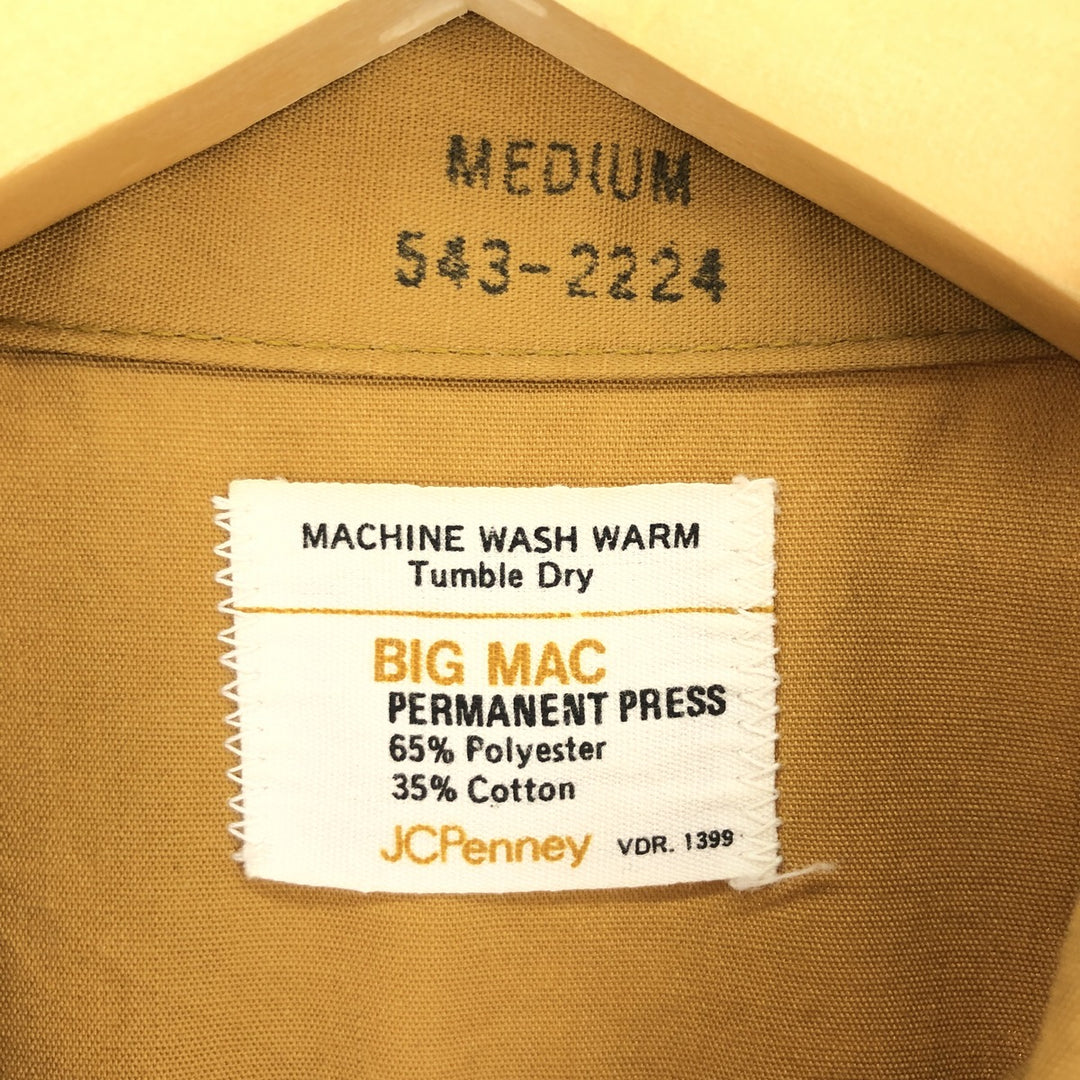 MEDIUM
543-2224
MACHINE WASH WARM
Tumble Dry
BIG MAC
PERMANENT PRESS
65% Polyester
35% Cotton
JCPenney VDR. 1399